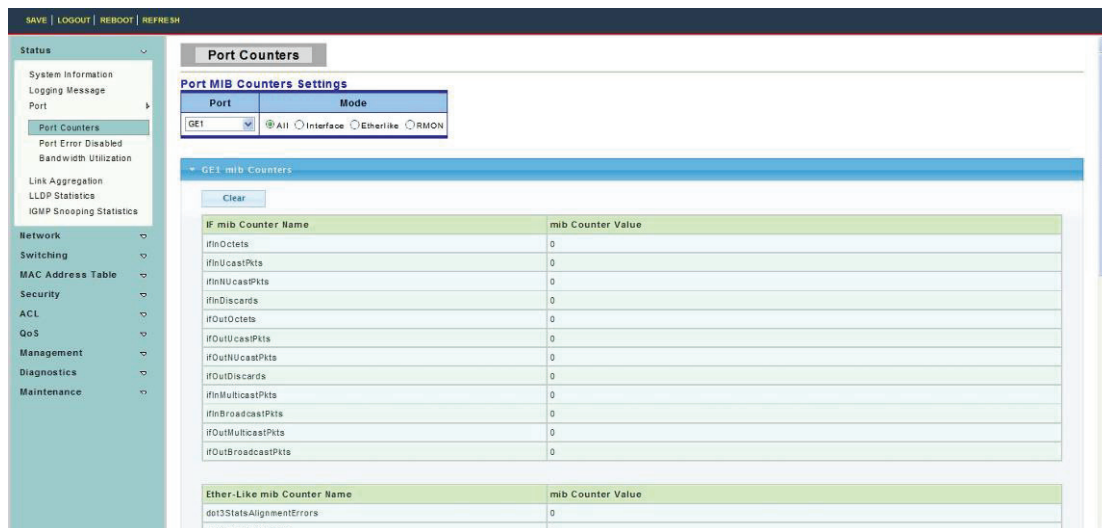 SAVE | LOGOUT | REBOOT | REFRESH
Status
System Information
Logging Message
Port
Port Counters
Port Error Disabled
Bandwidth Utilization
Link Aggregation
LLDP Statistics
IGMP Snooping Statistics
Network
Switching
MAC Address Table
Security
ACL
QoS
Management
Diagnostics
Maintenance
Port Counters
Port MIB Counters Settings
Port Mode
GE1 All Interface Etherlike RMON
GE1 mib Counters
Clear
IF mib Counter Name mib Counter Value
ifInOctets 0
ifInUcastPkts 0
ifInNUcastPkts 0
ifInDiscards 0
ifOutOctets 0
ifOutUcastPkts 0
ifOutNUcastPkts 0
ifOutDiscards 0
ifInMulticastPkts 0
ifInBroadcastPkts 0
ifOutMulticastPkts 0
ifOutBroadcastPkts 0
Ether-Like mib Counter Name mib Counter Value
dot3StatsAlignmentErrors 0